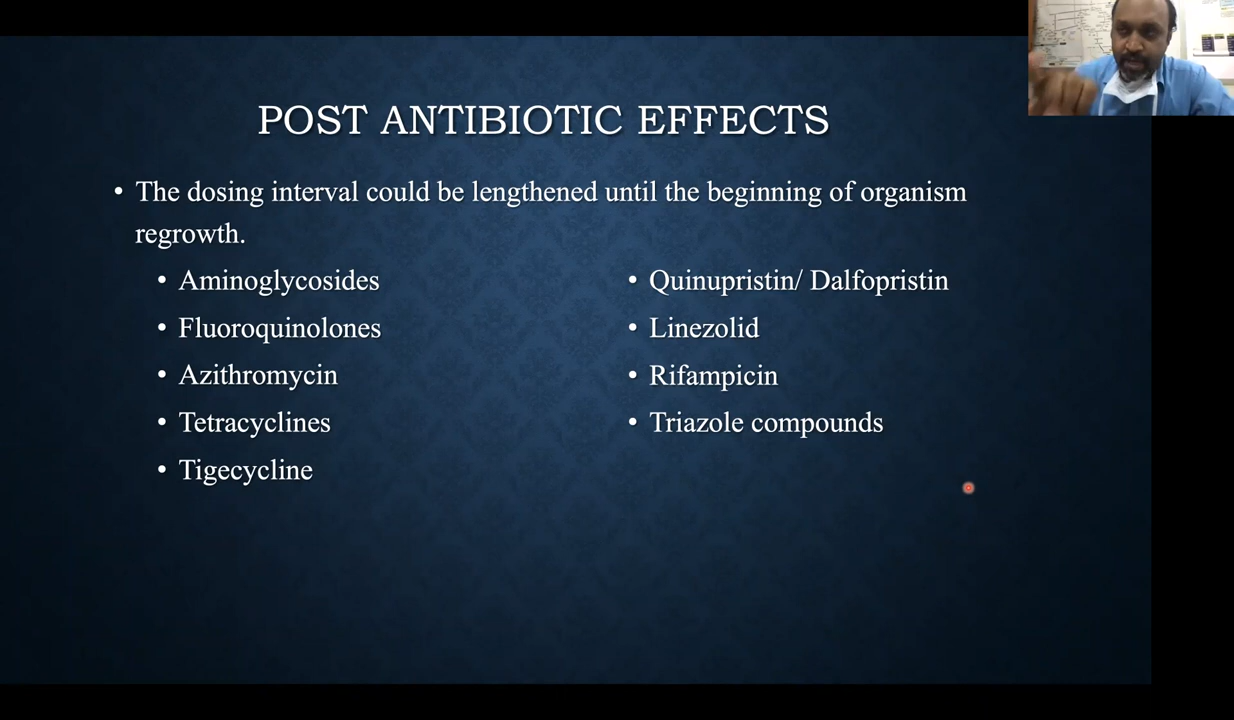 POST ANTIBIOTIC EFFECTS
• The dosing interval could be lengthened until the beginning of organism
regrowth.
• Aminoglycosides
• Fluoroquinolones
• Azithromycin
• Tetracyclines
• Tigecycline
• Quinupristin/ Dalfopristin
• Linezolid
• Rifampicin
• Triazole compounds